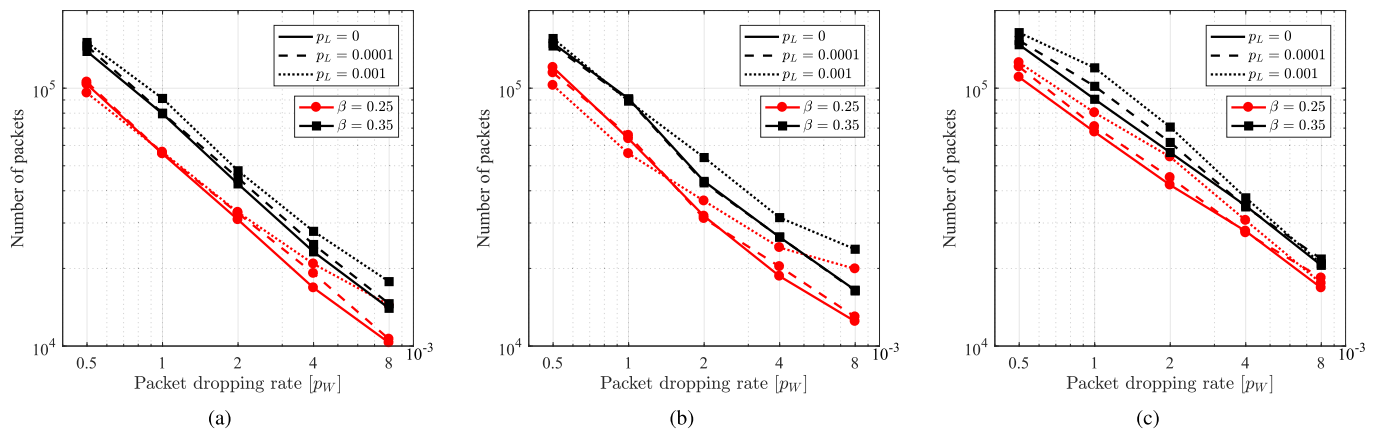 p_L = 0
p_L = 0.0001
p_L = 0.001
β = 0.25
β = 0.35
Number of packets
10^5
10^4
0.5 1 2 4 8
10^-3
Packet dropping rate [p_W]
(a)
p_L = 0
p_L = 0.0001
p_L = 0.001
β = 0.25
β = 0.35
Number of packets
10^5
10^4
0.5 1 2 4 8
10^-3
Packet dropping rate [p_W]
(b)
p_L = 0
p_L = 0.0001
p_L = 0.001
β = 0.25
β = 0.35
Number of packets
10^5
10^4
0.5 1 2 4 8
10^-3
Packet dropping rate [p_W]
(c)